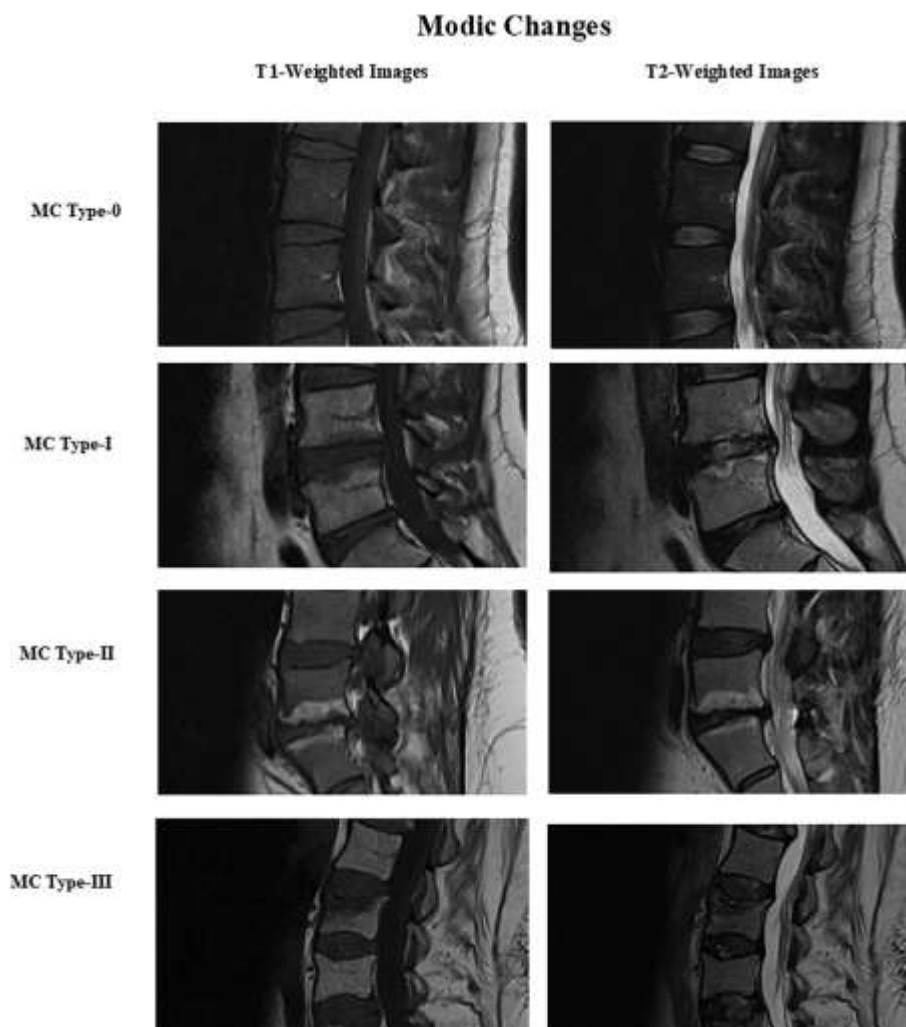 Modic Changes
T1-Weighted Images
T2-Weighted Images
MC Type-0
MC Type-I
MC Type-II
MC Type-III